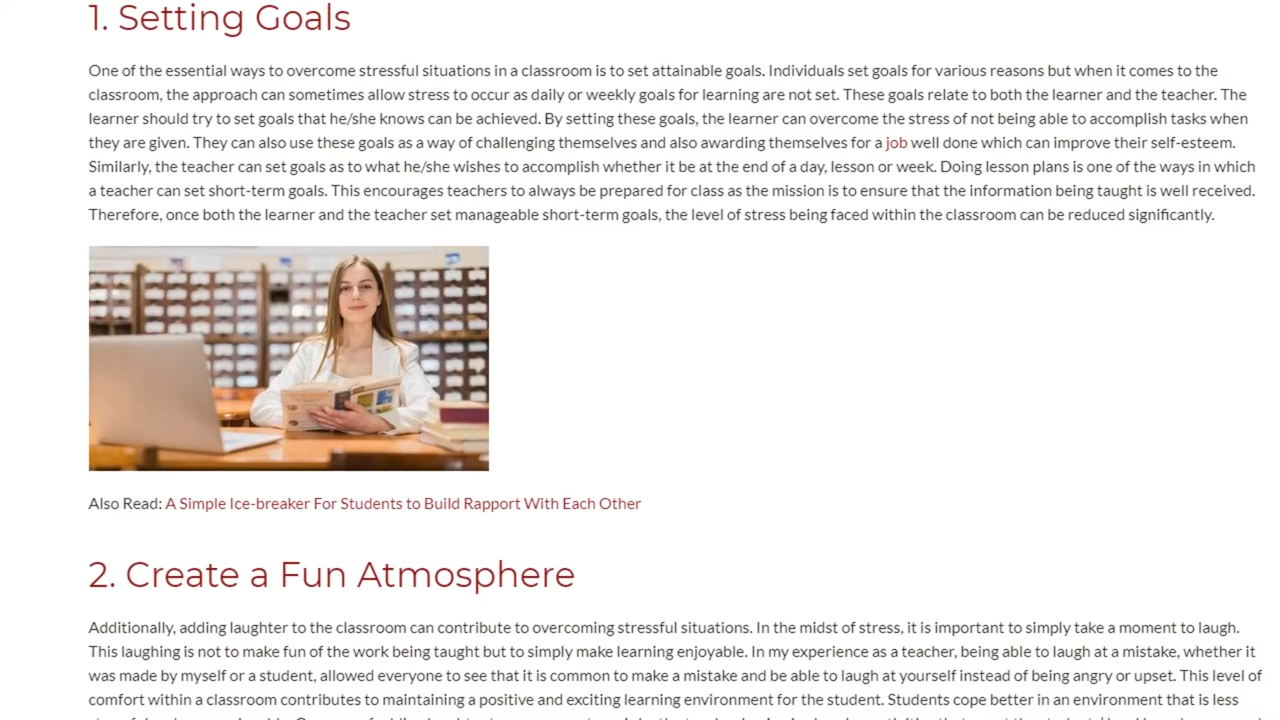 1. Setting Goals
One of the essential ways to overcome stressful situations in a classroom is to set attainable goals. Individuals set goals for various reasons but when it comes to the
classroom, the approach can sometimes allow stress to occur as daily or weekly goals for learning are not set. These goals relate to both the learner and the teacher. The
learner should try to set goals that he/she knows can be achieved. By setting these goals, the learner can overcome the stress of not being able to accomplish tasks when
they are given. They can also use these goals as a way of challenging themselves and also awarding themselves for a job well done which can improve their self-esteem.
Similarly, the teacher can set goals as to what he/she wishes to accomplish whether it be at the end of a day, lesson or week. Doing lesson plans is one of the ways in which
a teacher can set short-term goals. This encourages teachers to always be prepared for class as the mission is to ensure that the information being taught is well received.
Therefore, once both the learner and the teacher set manageable short-term goals, the level of stress being faced within the classroom can be reduced significantly.
Also Read: A Simple Ice-breaker For Students to Build Rapport With Each Other
2. Create a Fun Atmosphere
Additionally, adding laughter to the classroom can contribute to overcoming stressful situations. In the midst of stress, it is important to simply take a moment to laugh.
This laughing is not to make fun of the work being taught but to simply make learning enjoyable. In my experience as a teacher, being able to laugh at a mistake, whether it
was made by myself or a student, allowed everyone to see that it is common to make a mistake and be able to laugh at yourself instead of being angry or upset. This level of
comfort within a classroom contributes to maintaining a positive and exciting learning environment for the student. Students cope better in an environment that is less